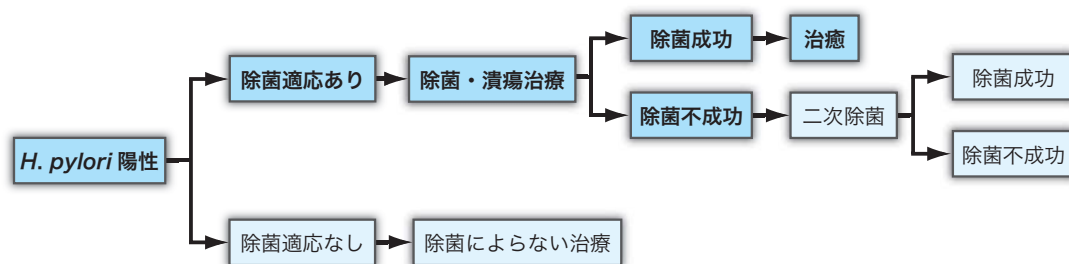 除菌成功
治癒
除菌適応あり
除菌・潰瘍治療
除菌成功
除菌不成功
二次除菌
H. pylori 陽性
除菌不成功
除菌適応なし
除菌によらない治療